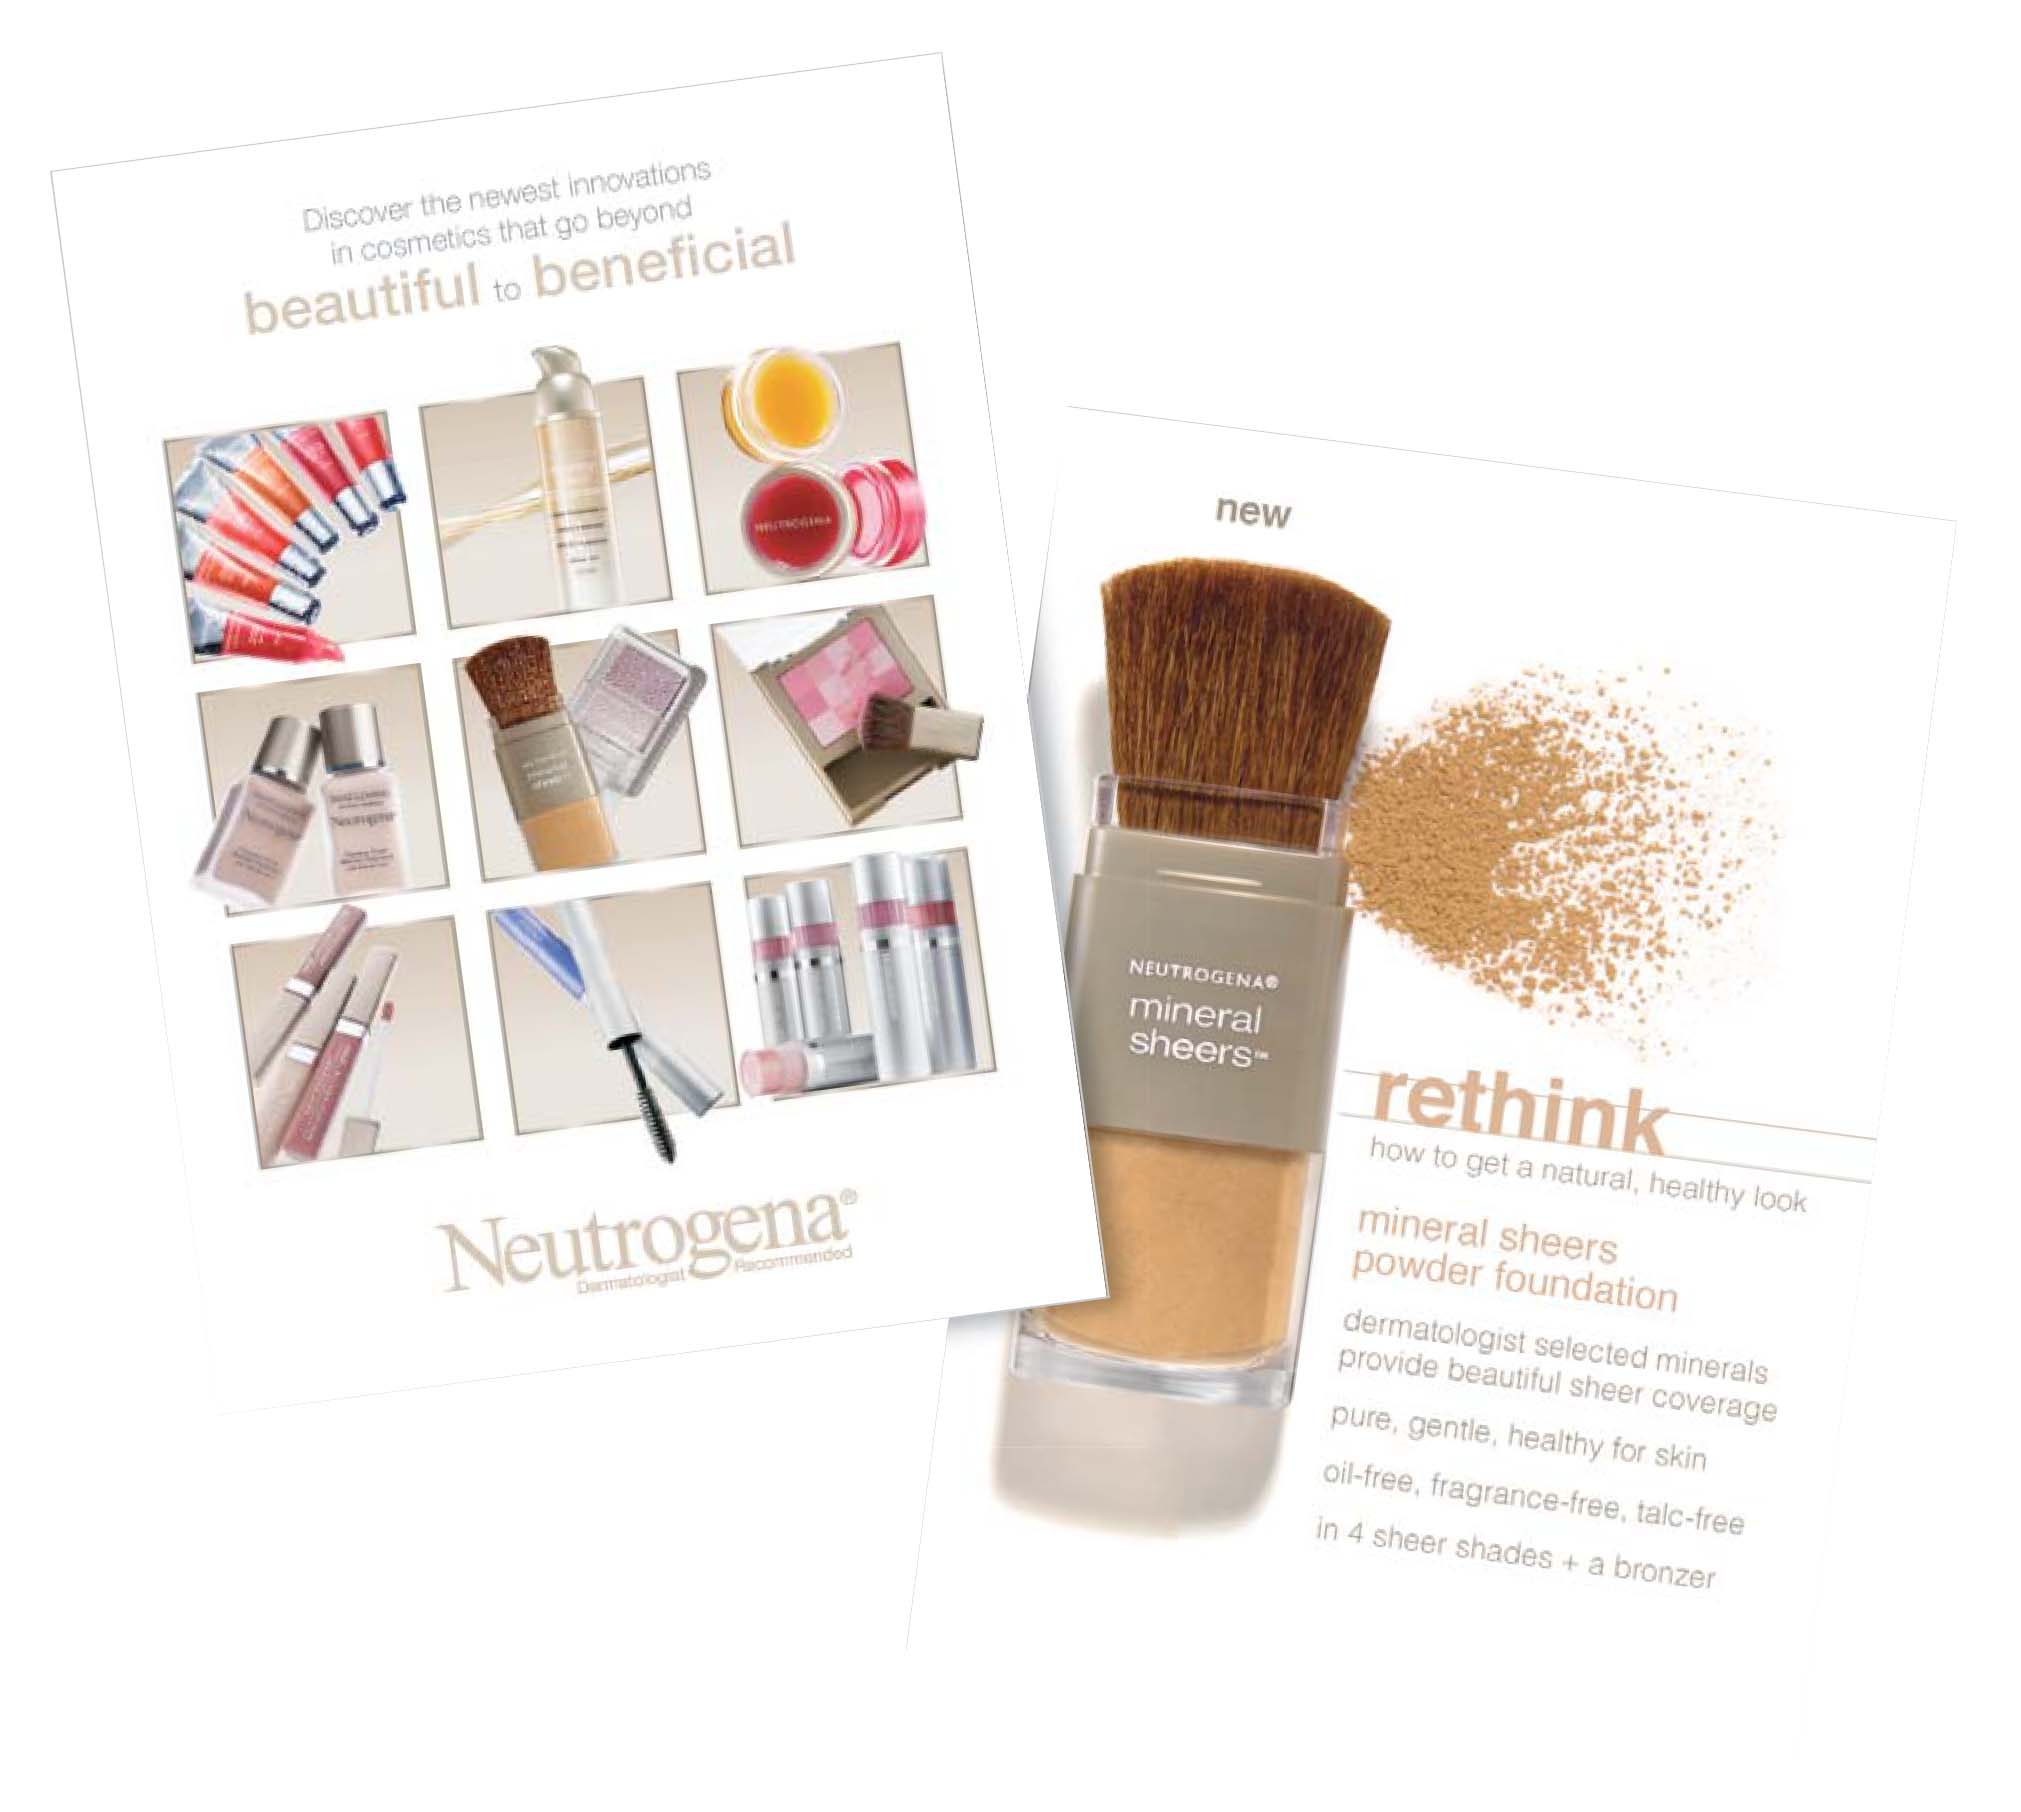 Discover the newest innovations
in cosmetics that go beyond
beautiful to beneficial
NEUTROGENA
Neutrogena
Neutrogena®
Dermatologist Recommended
new
NEUTROGENA®
mineral
sheers™
rethink
how to get a natural, healthy look
mineral sheers
powder foundation
dermatologist selected minerals
provide beautiful sheer coverage
pure, gentle, healthy for skin
oil-free, fragrance-free, talc-free
in 4 sheer shades + a bronzer